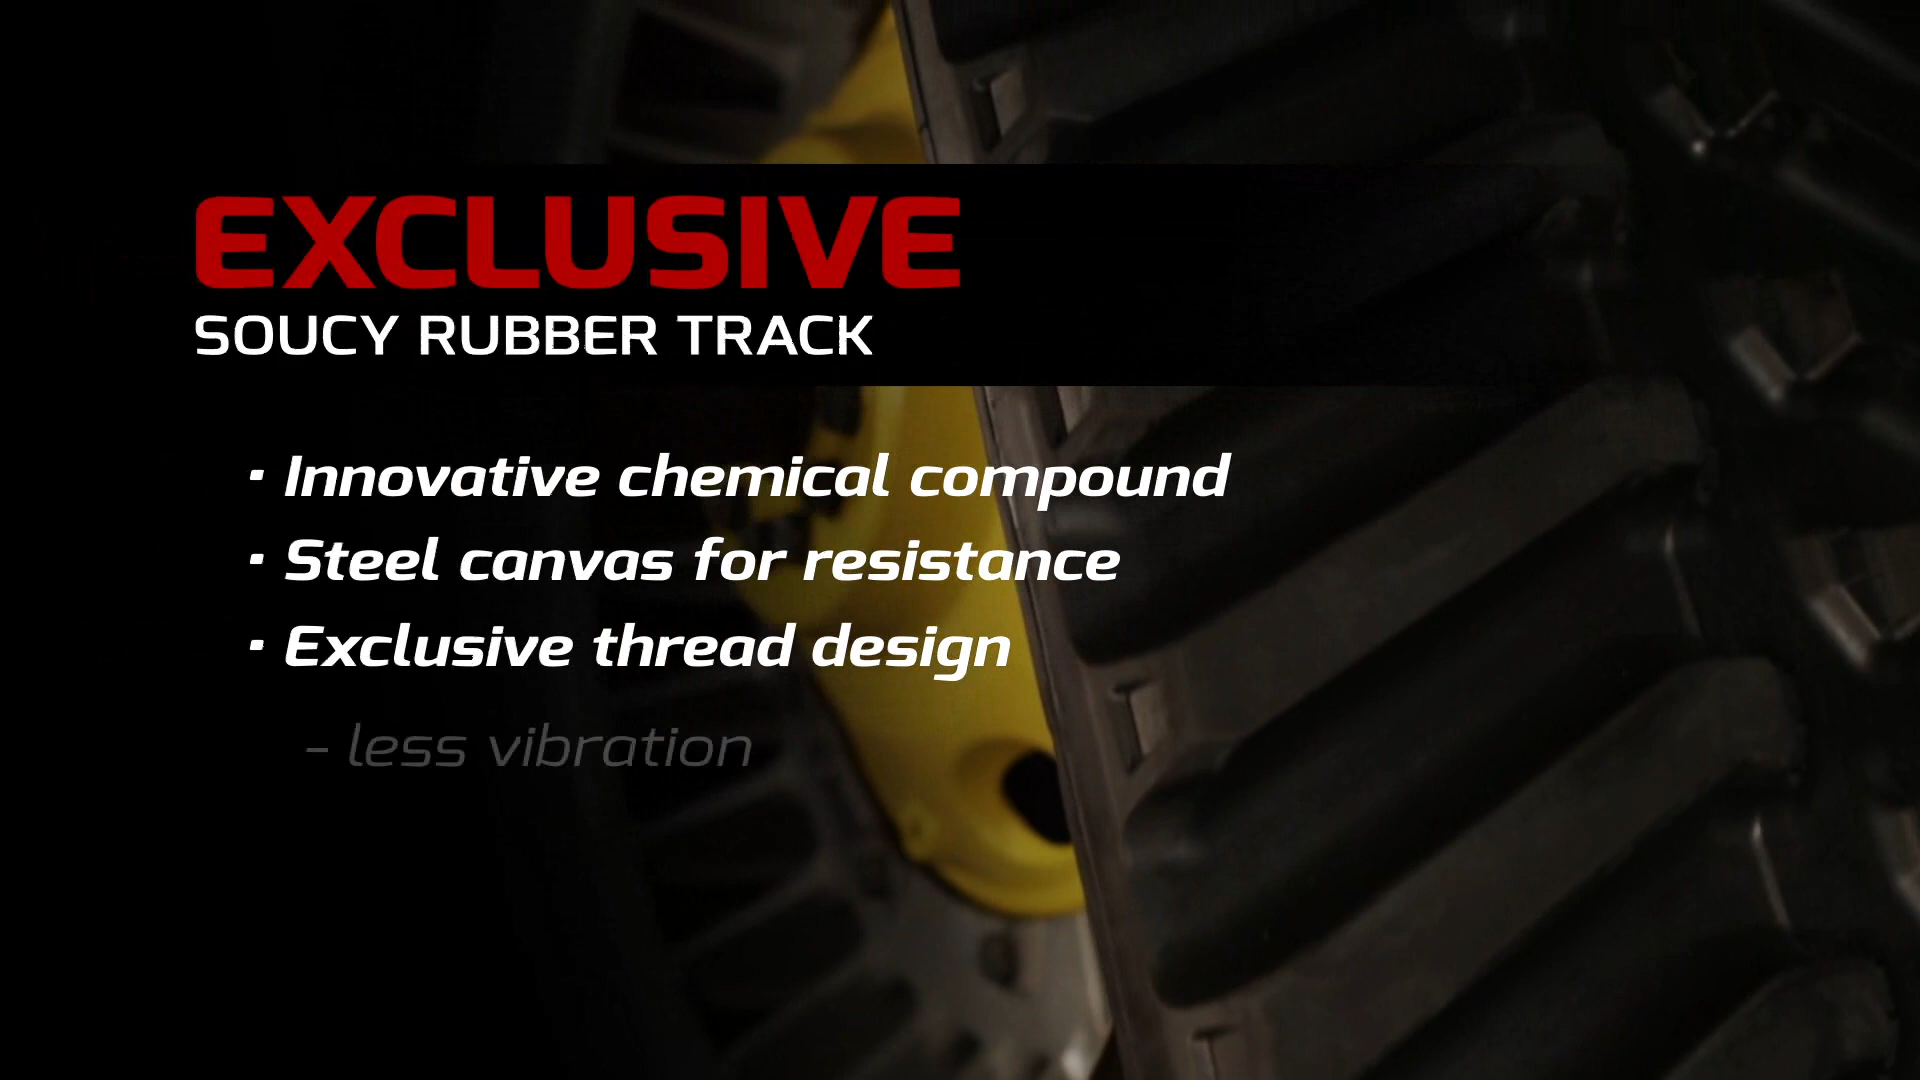 EXCLUSIVE
SOUCY RUBBER TRACK
• Innovative chemical compound
• Steel canvas for resistance
• Exclusive thread design
- less vibration